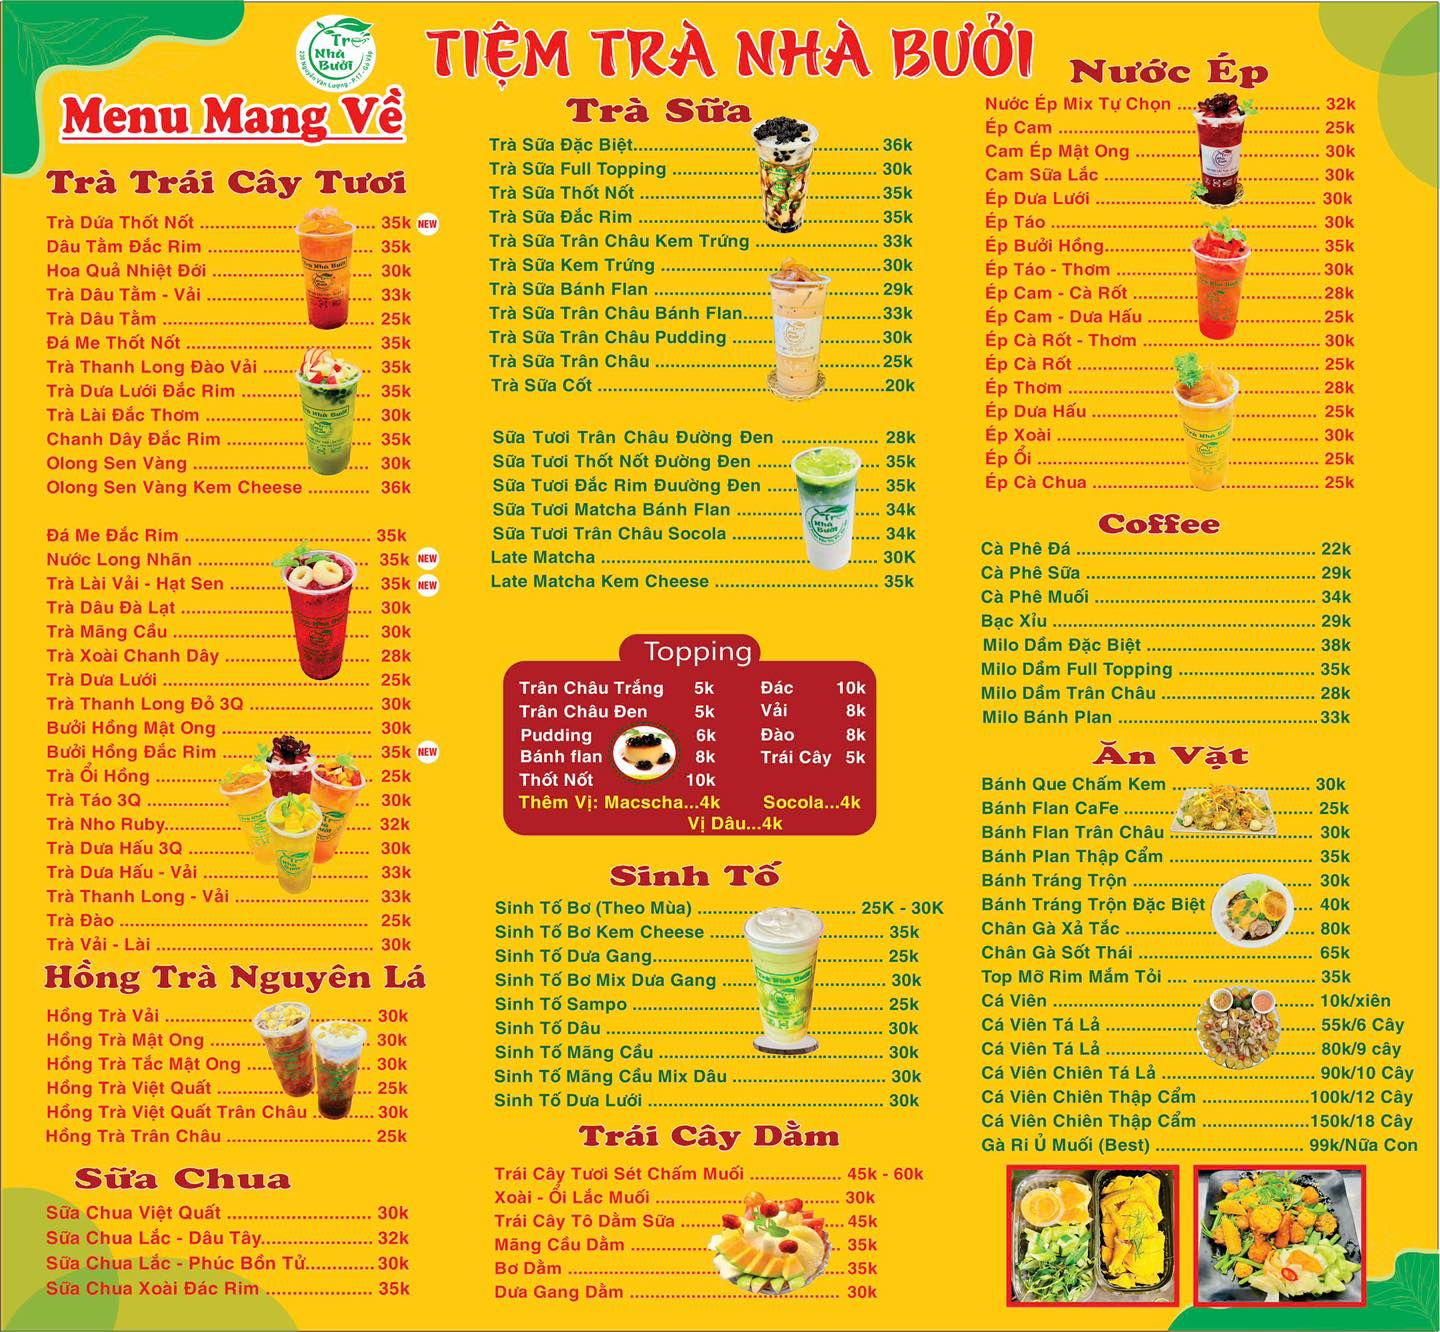 Trà
Nhà
Bưởi
230 Nguyễn Văn Lượng - P.17 - Gò Vấp
TIỆM TRÀ NHÀ BƯỞI
Menu Mang Về
Trà Trái Cây Tươi
Trà Dứa Thốt Nốt 35k NEW
Dâu Tằm Đắc Rim 35k
Hoa Quả Nhiệt Đới 30k
Trà Dâu Tằm - Vải 33k
Trà Dâu Tằm 25k
Đá Me Thốt Nốt 35k
Trà Thanh Long Đào Vải 35k
Trà Dưa Lưới Đắc Rim 35k
Trà Lài Đắc Thơm 30k
Chanh Dây Đắc Rim 35k
Olong Sen Vàng 30k
Olong Sen Vàng Kem Cheese 36k
Đá Me Đắc Rim 35k
Nước Long Nhãn 35k NEW
Trà Lài Vải - Hạt Sen 35k NEW
Trà Dâu Đà Lạt 30k
Trà Mãng Cầu 30k
Trà Xoài Chanh Dây 28k
Trà Dưa Lưới 25k
Trà Thanh Long Đỏ 3Q 30k
Bưởi Hồng Mật Ong 30k
Bưởi Hồng Đắc Rim 35k NEW
Trà Ổi Hồng 25k
Trà Táo 3Q 30k
Trà Nho Ruby 32k
Trà Dưa Hấu 3Q 30k
Trà Dưa Hấu - Vải 33k
Trà Thanh Long - Vải 33k
Trà Đào 25k
Trà Vải - Lài 30k
Hồng Trà Nguyên Lá
Hồng Trà Vải 30k
Hồng Trà Mật Ong 30k
Hồng Trà Tắc Mật Ong 30k
Hồng Trà Việt Quất 25k
Hồng Trà Việt Quất Trân Châu 30k
Hồng Trà Trân Châu 25k
Sữa Chua
Sữa Chua Việt Quất 30k
Sữa Chua Lắc - Dâu Tây 32k
Sữa Chua Lắc - Phúc Bồn Tử 30k
Sữa Chua Xoài Đác Rim 35k
Trà Sữa
Trà Sữa Đặc Biệt 36k
Trà Sữa Full Topping 30k
Trà Sữa Thốt Nốt 35k
Trà Sữa Đắc Rim 35k
Trà Sữa Trân Châu Kem Trứng 33k
Trà Sữa Kem Trứng 30k
Trà Sữa Bánh Flan 29k
Trà Sữa Trân Châu Bánh Flan 33k
Trà Sữa Trân Châu Pudding 30k
Trà Sữa Trân Châu 25k
Trà Sữa Cốt 20k
Sữa Tươi Trân Châu Đường Đen 28k
Sữa Tươi Thốt Nốt Đường Đen 35k
Sữa Tươi Đắc Rim Đuường Đen 35k
Sữa Tươi Matcha Bánh Flan 34k
Sữa Tươi Trân Châu Socola 34k
Late Matcha 30K
Late Matcha Kem Cheese 35k
Topping
Trân Châu Trắng 5k
Trân Châu Đen 5k
Pudding 6k
Bánh flan 8k
Thốt Nốt 10k
Đác 10k
Vải 8k
Đào 8k
Trái Cây 5k
Thêm Vị: Macscha...4k Socola...4k
Vị Dâu...4k
Sinh Tố
Sinh Tố Bơ (Theo Mùa) 25K - 30K
Sinh Tố Bơ Kem Cheese 35k
Sinh Tố Dưa Gang 25k
Sinh Tố Bơ Mix Dưa Gang 30k
Sinh Tố Sampo 25k
Sinh Tố Dâu 30k
Sinh Tố Mãng Cầu 30k
Sinh Tố Mãng Cầu Mix Dâu 30k
Sinh Tố Dưa Lưới 30k
Trái Cây Dằm
Trái Cây Tươi Sét Chấm Muối 45k - 60k
Xoài - Ổi Lắc Muối 30k
Trái Cây Tô Dằm Sữa 45k
Mãng Cầu Dằm 35k
Bơ Dằm 35k
Dưa Gang Dằm 30k
Nước Ép
Nước Ép Mix Tự Chọn 32k
Ép Cam 25k
Cam Ép Mật Ong 30k
Cam Sữa Lắc 30k
Ép Dưa Lưới 30k
Ép Táo 30k
Ép Bưởi Hồng 35k
Ép Táo - Thơm 30k
Ép Cam - Cà Rốt 28k
Ép Cam - Dưa Hấu 25k
Ép Cà Rốt - Thơm 30k
Ép Cà Rốt 25k
Ép Thơm 28k
Ép Dưa Hấu 25k
Ép Xoài 30k
Ép Ổi 25k
Ép Cà Chua 25k
Coffee
Cà Phê Đá 22k
Cà Phê Sữa 29k
Cà Phê Muối 34k
Bạc Xỉu 29k
Milo Dầm Đặc Biệt 38k
Milo Dầm Full Topping 35k
Milo Dầm Trân Châu 28k
Milo Bánh Plan 33k
Ăn Vặt
Bánh Que Chấm Kem 30k
Bánh Flan CaFe 25k
Bánh Flan Trân Châu 30k
Bánh Plan Thập Cẩm 35k
Bánh Tráng Trộn 30k
Bánh Tráng Trộn Đặc Biệt 40k
Chân Gà Xả Tắc 80k
Chân Gà Sốt Thái 65k
Top Mỡ Rim Mắm Tỏi 35k
Cá Viên 10k/xiên
Cá Viên Tá Lả 55k/6 Cây
Cá Viên Tá Lả 80k/9 cây
Cá Viên Chiên Tá Lả 90k/10 Cây
Cá Viên Chiên Thập Cẩm 100k/12 Cây
Cá Viên Chiên Thập Cẩm 150k/18 Cây
Gà Ri Ủ Muối (Best) 99k/Nữa Con